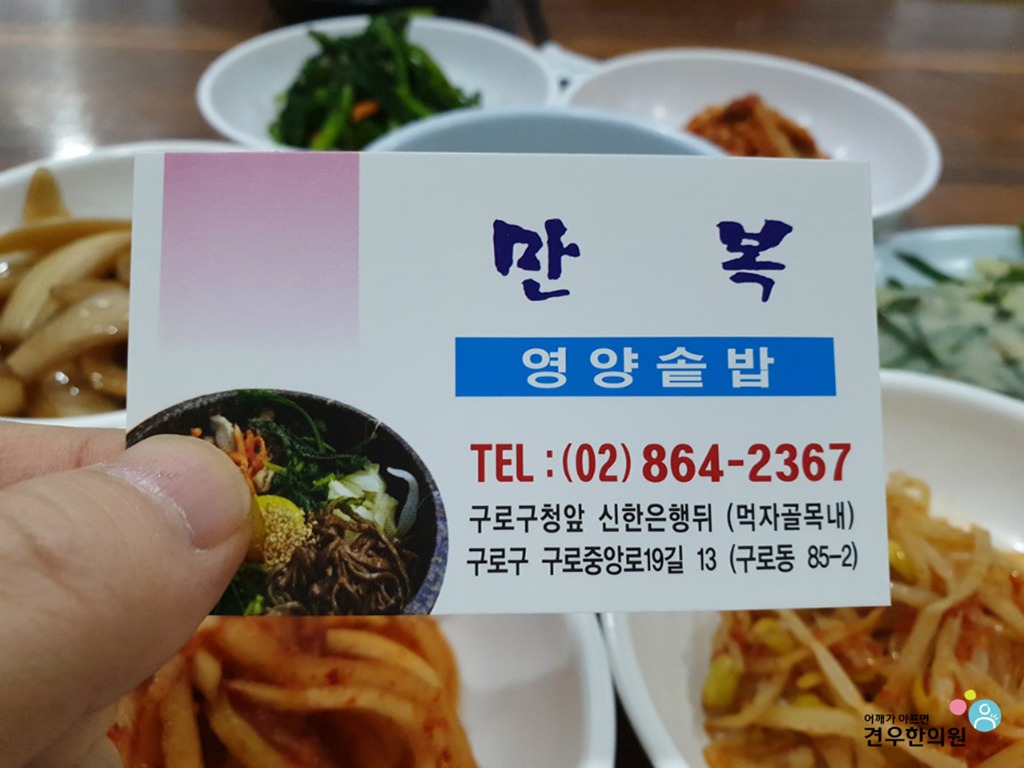 만 복
영양솥밥
TEL : (02) 864-2367
구로구청앞 신한은행뒤 (먹자골목내)
구로구 구로중앙로19길 13 (구로동 85-2)
어깨가 아프면
견우한의원